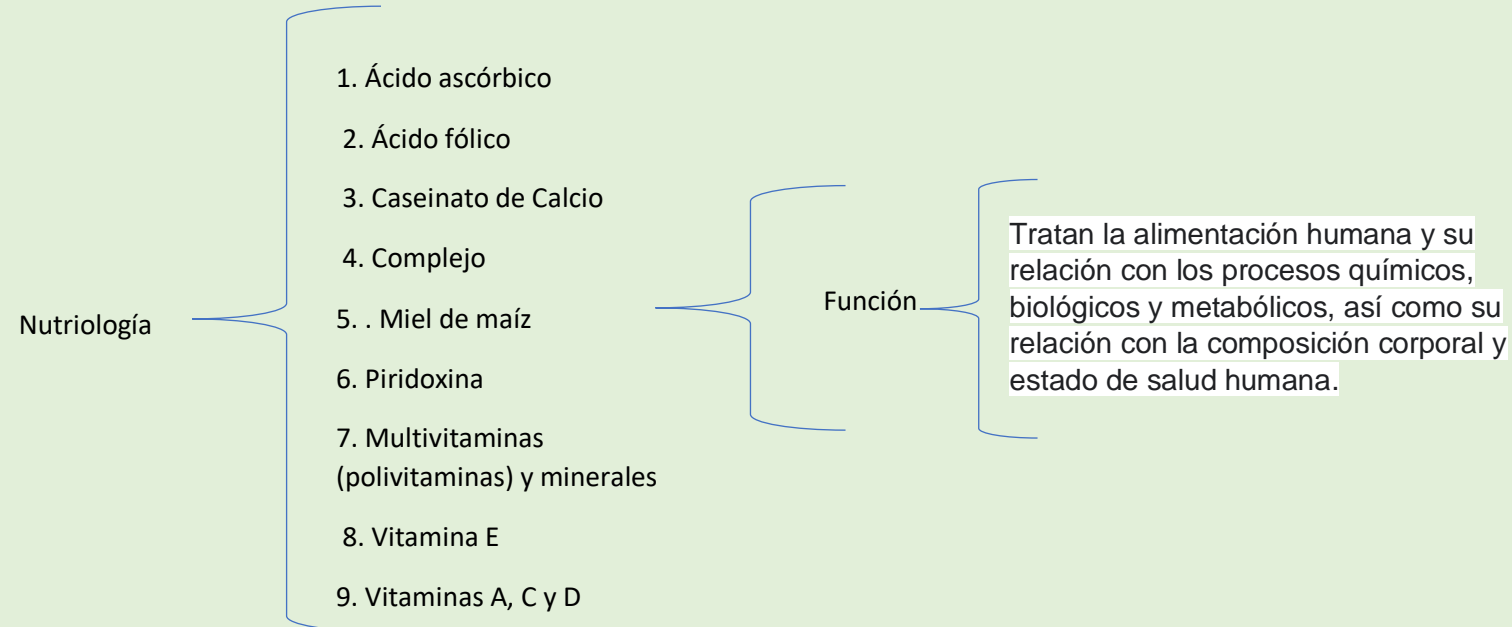 Nutriología
1. Ácido ascórbico
2. Ácido fólico
3. Caseinato de Calcio
4. Complejo
5. . Miel de maíz
6. Piridoxina
7. Multivitaminas
(polivitaminas) y minerales
8. Vitamina E
9. Vitaminas A, C y D
Función
Tratan la alimentación humana y su
relación con los procesos químicos,
biológicos y metabólicos, así como su
relación con la composición corporal y
estado de salud humana.